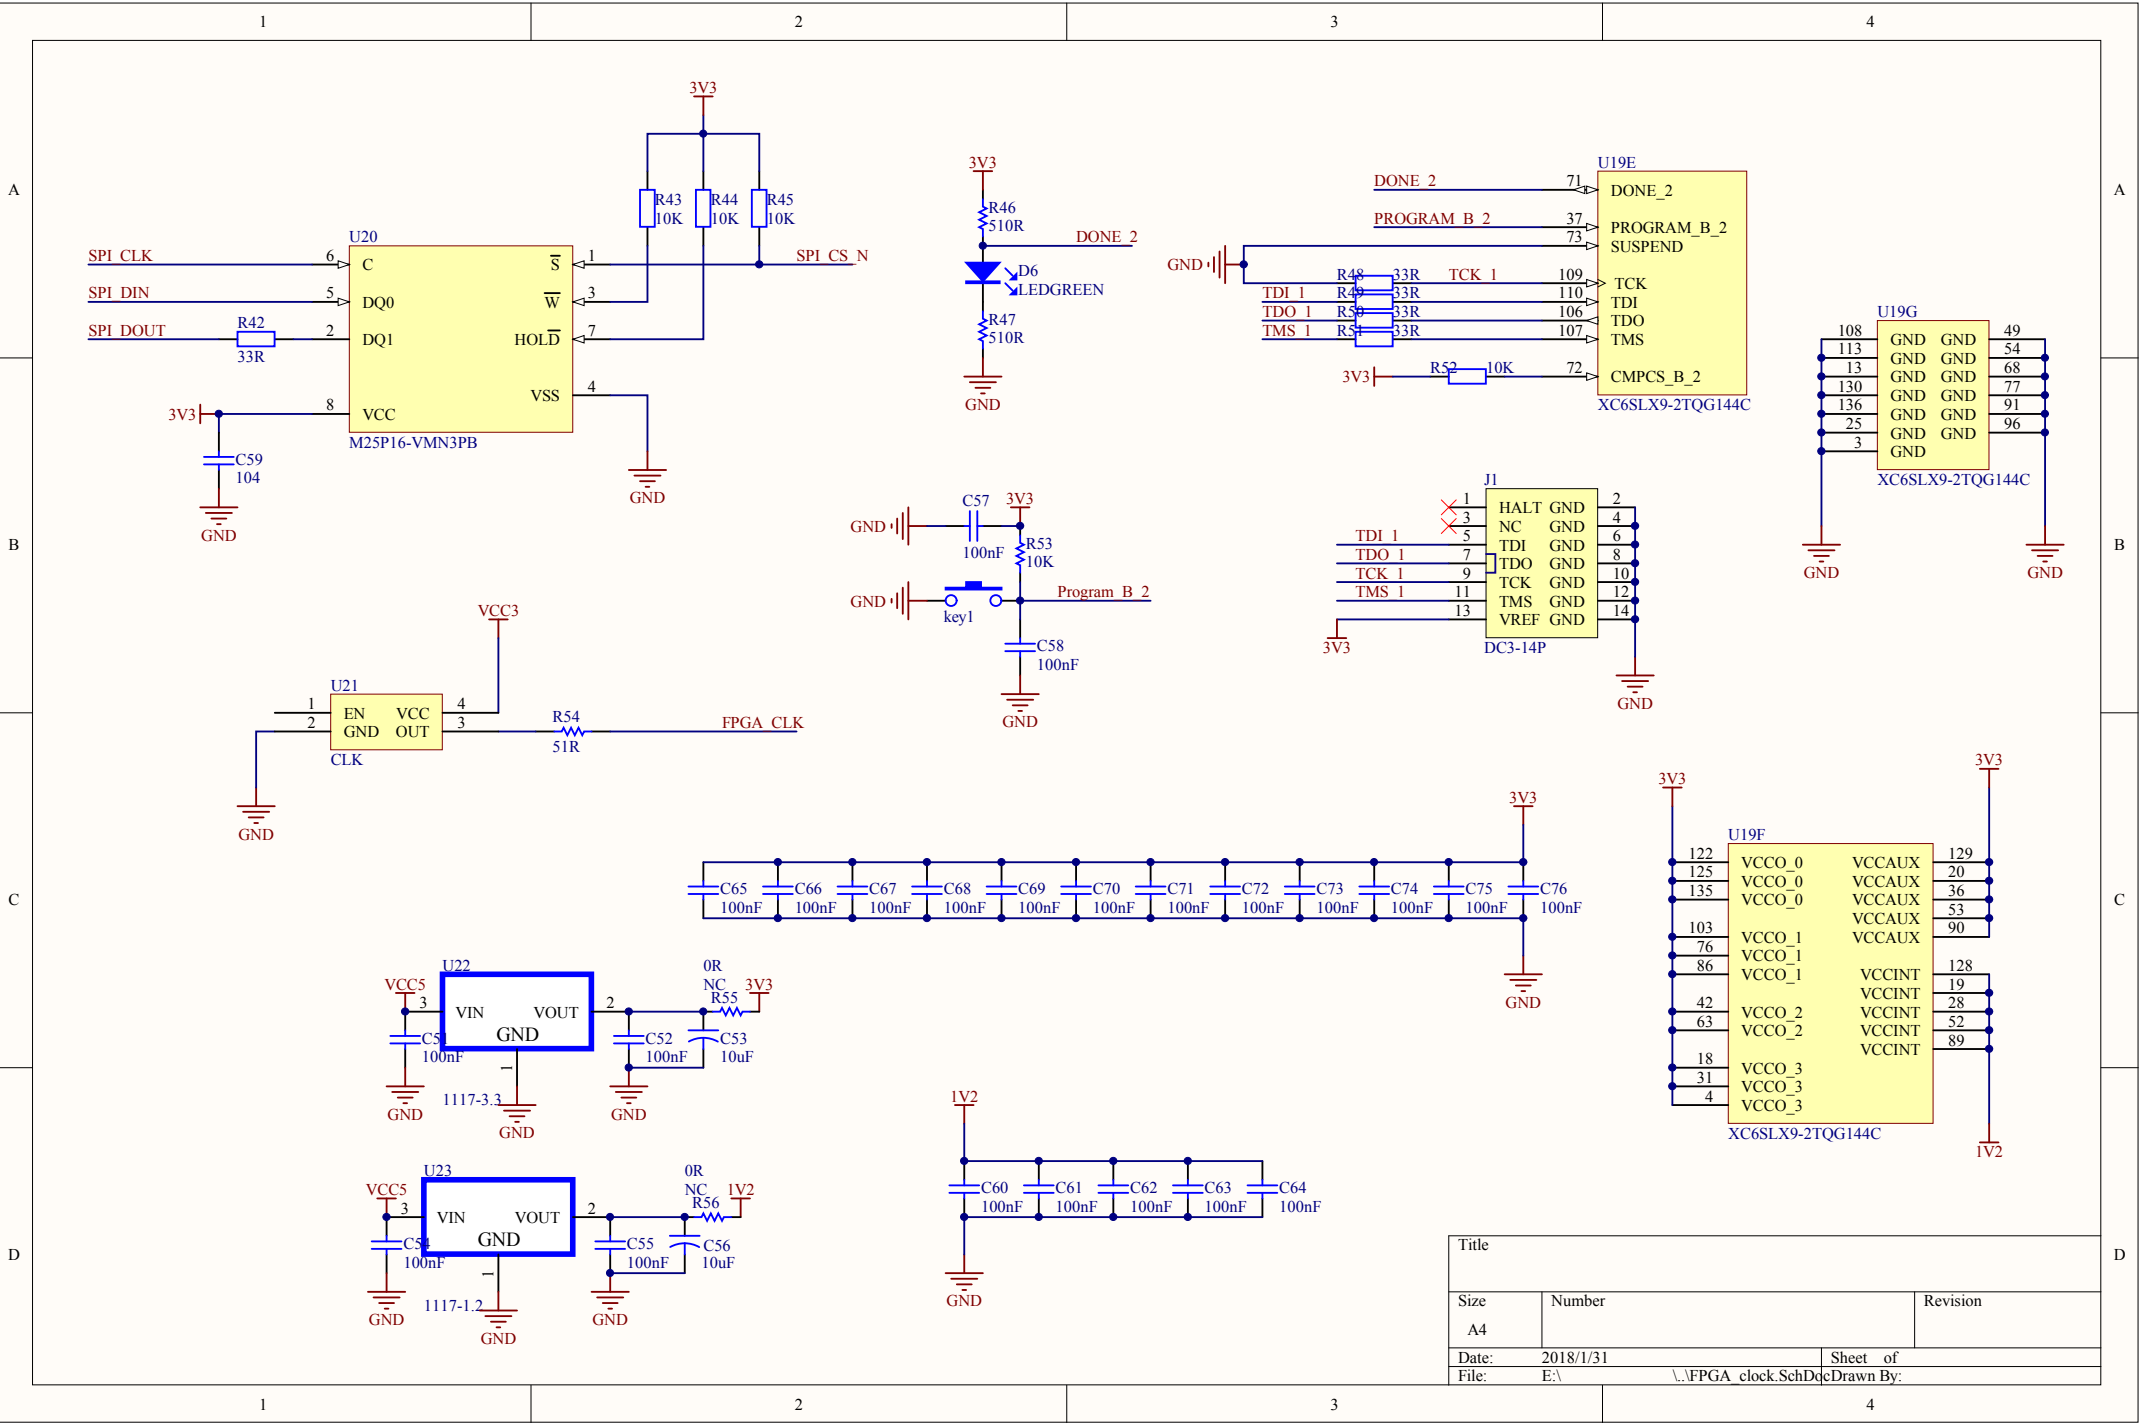 1 2 3 4
A
B
C
D
3V3
R43 10K
R44 10K
R45 10K
U20
SPI_CLK 6 C
SPI_DIN 5 DQ0
SPI_DOUT R42 33R 2 DQ1
S 1 SPI_CS_N
W 3
HOLD 7
VSS 4
3V3 8 VCC
M25P16-VMN3PB
C59
104
GND
GND
3V3
R46
510R
DONE_2
D6
LEDGREEN
R47
510R
GND
U19E
DONE_2 71 DONE_2
PROGRAM_B_2 37 PROGRAM_B_2
73 SUSPEND
GND
R48 33R TCK_1 109 TCK
TDI_1 R49 33R 110 TDI
TDO_1 R50 33R 106 TDO
TMS_1 R51 33R 107 TMS
3V3 R52 10K 72 CMPCS_B_2
XC6SLX9-2TQG144C
U19G
108 GND GND 49
113 GND GND 54
13 GND GND 68
130 GND GND 77
136 GND GND 91
25 GND GND 96
3 GND
XC6SLX9-2TQG144C
GND GND
C57 3V3
GND
100nF
R53
10K
GND
key1
Program_B_2
C58
100nF
GND
J1
1 HALT GND 2
3 NC GND 4
TDI_1 5 TDI GND 6
TDO_1 7 TDO GND 8
TCK_1 9 TCK GND 10
TMS_1 11 TMS GND 12
13 VREF GND 14
3V3
DC3-14P
GND
VCC3
U21
1 EN VCC 4
2 GND OUT 3
CLK
R54
51R
FPGA_CLK
GND
3V3
C65 C66 C67 C68 C69 C70 C71 C72 C73 C74 C75 C76
100nF 100nF 100nF 100nF 100nF 100nF 100nF 100nF 100nF 100nF 100nF 100nF
GND
3V3 3V3
U19F
122 VCCO_0 VCCAUX 129
125 VCCO_0 VCCAUX 20
135 VCCO_0 VCCAUX 36
VCCAUX 53
103 VCCO_1 VCCAUX 90
76 VCCO_1
86 VCCO_1 VCCINT 128
VCCINT 19
42 VCCO_2 VCCINT 28
63 VCCO_2 VCCINT 52
VCCINT 89
18 VCCO_3
31 VCCO_3
4 VCCO_3
XC6SLX9-2TQG144C
1V2
U22
VCC5 3 VIN VOUT 2
GND
C51
100nF
1
1117-3.3
GND GND GND
C52
100nF
C53
10uF
0R
NC
R55
3V3
U23
VCC5 3 VIN VOUT 2
GND
C54
100nF
1
1117-1.2
GND GND GND
C55
100nF
C56
10uF
0R
NC
R56
1V2
1V2
C60 C61 C62 C63 C64
100nF 100nF 100nF 100nF 100nF
GND
Title
Size Number Revision
A4
Date: 2018/1/31 Sheet of
File: E:\ \..\FPGA_clock.SchDoc Drawn By:
A
B
C
D
1 2 3 4